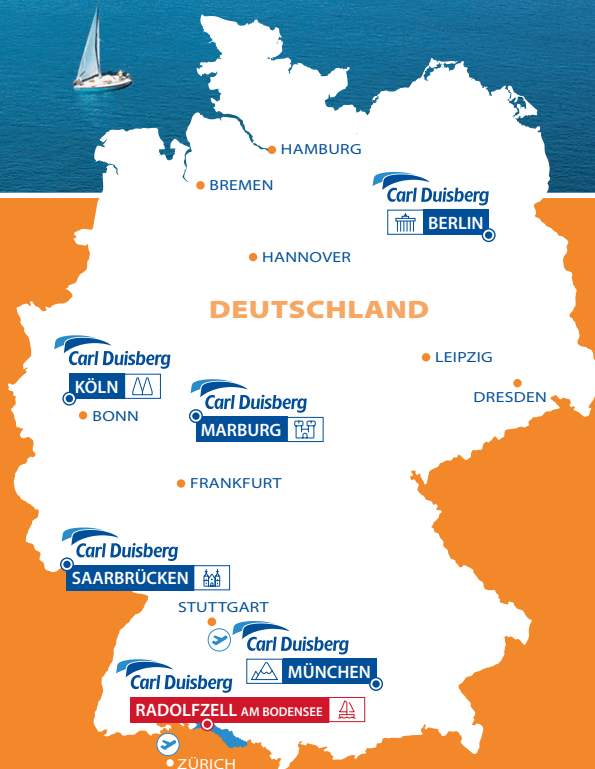 HAMBURG
BREMEN
Carl Duisberg
BERLIN
HANNOVER
DEUTSCHLAND
Carl Duisberg
KÖLN
BONN
LEIPZIG
DRESDEN
Carl Duisberg
MARBURG
FRANKFURT
Carl Duisberg
SAARBRÜCKEN
STUTTGART
Carl Duisberg
MÜNCHEN
Carl Duisberg
RADOLFZELL AM BODENSEE
ZÜRICH